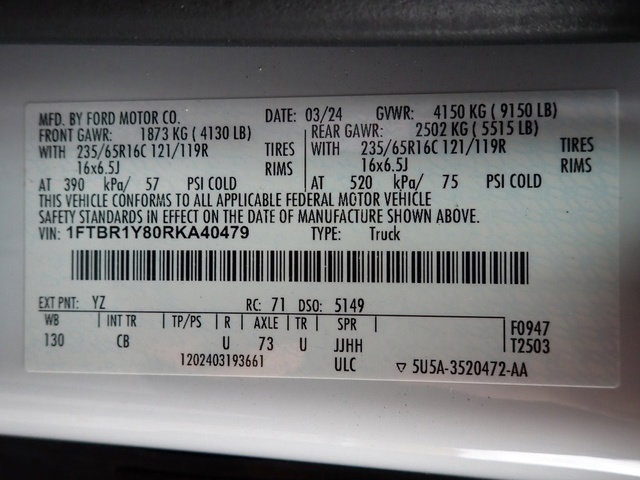 MFD. BY FORD MOTOR CO. DATE: 03/24 GVWR: 4150 KG (9150 LB)
FRONT GAWR: 1873 KG (4130 LB) REAR GAWR: 2502 KG (5515 LB)
WITH 235/65R16C 121/119R TIRES WITH 235/65R16C 121/119R TIRES
16x6.5J RIMS 16x6.5J RIMS
AT 390 kPa/ 57 PSI COLD AT 520 kPa/ 75 PSI COLD
THIS VEHICLE CONFORMS TO ALL APPLICABLE FEDERAL MOTOR VEHICLE
SAFETY STANDARDS IN EFFECT ON THE DATE OF MANUFACTURE SHOWN ABOVE.
VIN: 1FTBR1Y80RKA40479 TYPE: Truck
EXT PNT: YZ RC: 71 DSO: 5149
WB | INT TR | TP/PS | R | AXLE | TR | SPR F0947
130 CB U 73 U JJHH T2503
1202403193661 ULC ▽ 5U5A-3520472-AA